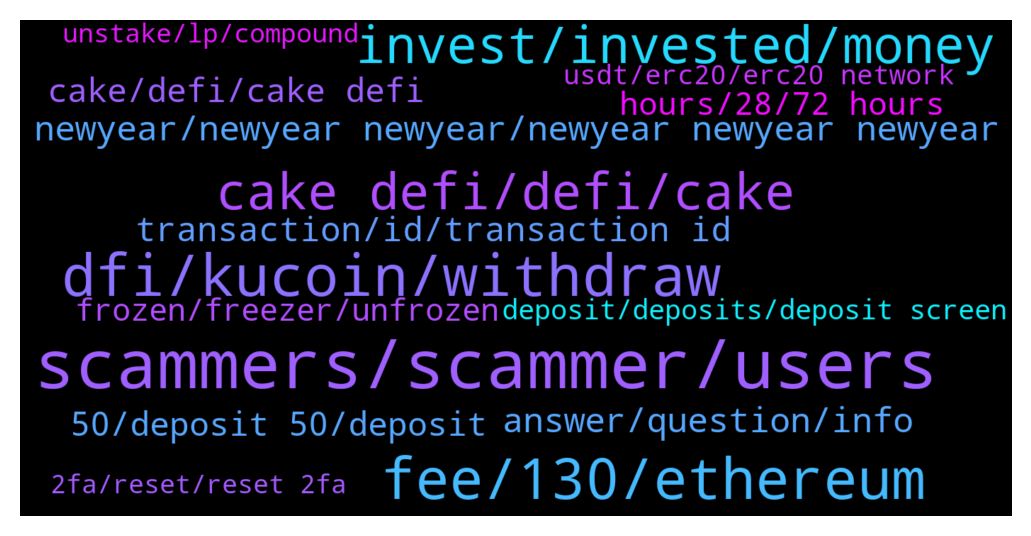 unstake/lp/compound
invest/invested/money
usdt/erc20/erc20 network
cake/defi/cake defi
hours/28/72 hours
newyear/newyear newyear/newyear newyear newyear
cake defi/defi/cake
transaction/id/transaction id
dfi/kucoin/withdraw
frozen/freezer/unfrozen
deposit/deposits/deposit screen
scammers/scammer/users
50/deposit 50/deposit
answer/question/info
fee/130/ethereum
2fa/reset/reset 2fa